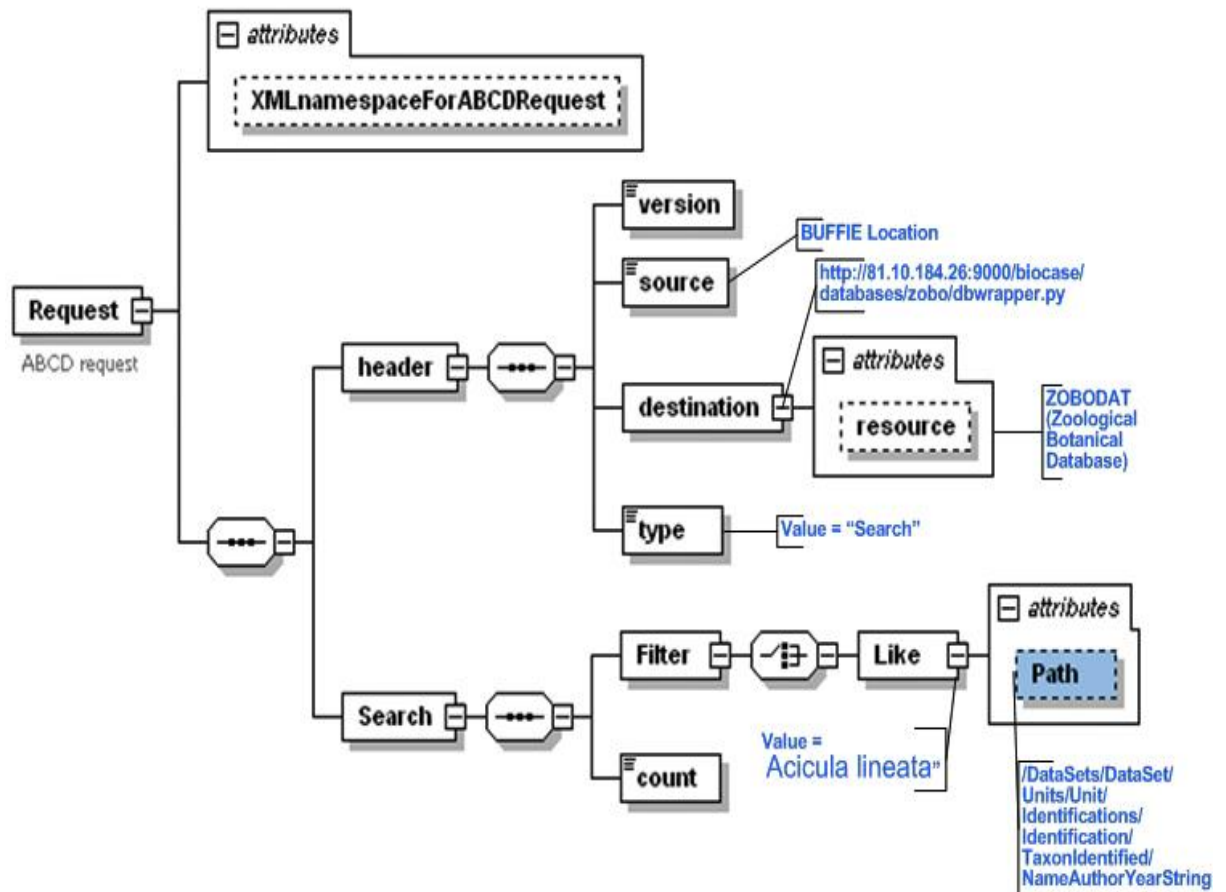 attributes
XMLnamespaceForABCDRequest
Request
ABCD request
header
version
source
BUFFIE Location
http://81.10.184.26:9000/biocase/
databases/zobo/dbwrapper.py
destination
attributes
resource
ZOBODAT
(Zoological
Botanical
Database)
type
Value = “Search”
Search
Filter
Like
attributes
Path
Value =
Acicula lineata”
count
/DataSets/DataSet/
Units/Unit/
Identifications/
Identification/
TaxonIdentified/
NameAuthorYearString